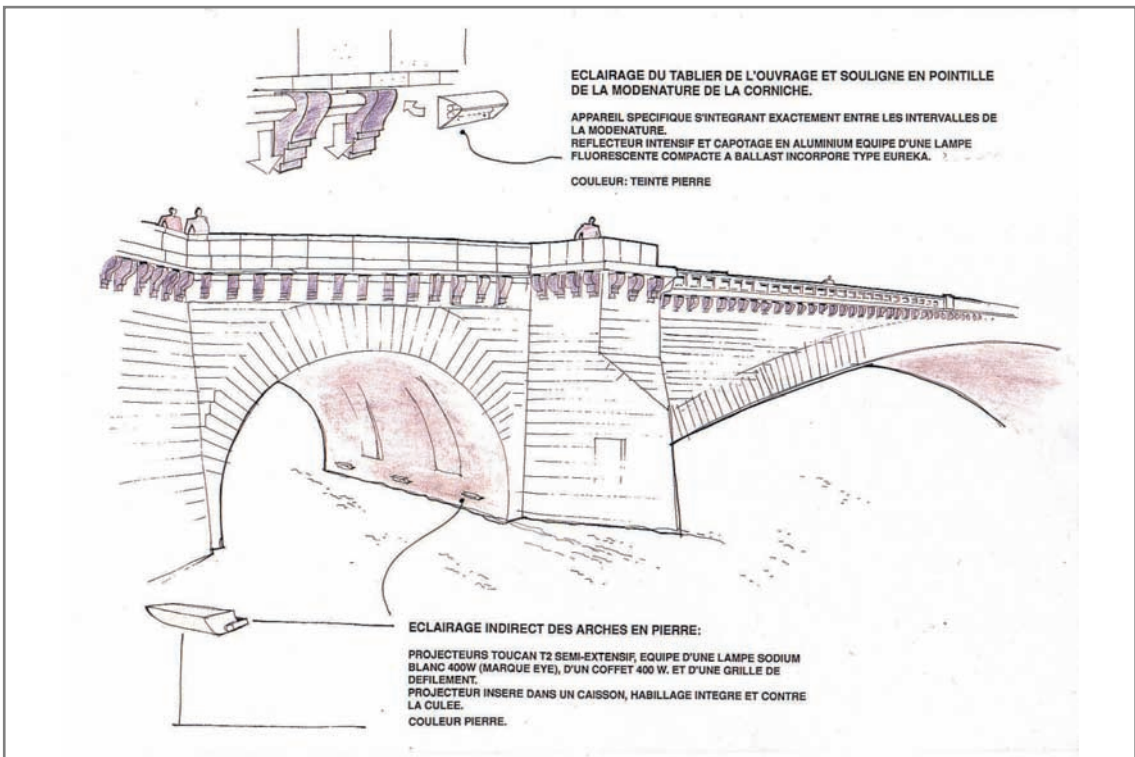 ECLAIRAGE DU TABLIER DE L'OUVRAGE ET SOULIGNE EN POINTILLE
DE LA MODENATURE DE LA CORNICHE.
APPAREIL SPECIFIQUE S'INTEGRANT EXACTEMENT ENTRE LES INTERVALLES DE
LA MODENATURE.
REFLECTEUR INTENSIF ET CAPOTAGE EN ALUMINIUM EQUIPE D'UNE LAMPE
FLUORESCENTE COMPACTE A BALLAST INCORPORE TYPE EUREKA.
COULEUR: TEINTE PIERRE
ECLAIRAGE INDIRECT DES ARCHES EN PIERRE:
PROJECTEURS TOUCAN T2 SEMI-EXTENSIF, EQUIPE D'UNE LAMPE SODIUM
BLANC 400W (MARQUE EYE), D'UN COFFET 400 W. ET D'UNE GRILLE DE
DEFILEMENT.
PROJECTEUR INSERE DANS UN CAISSON, HABILLAGE INTEGRE ET CONTRE
LA CULEE.
COULEUR PIERRE.